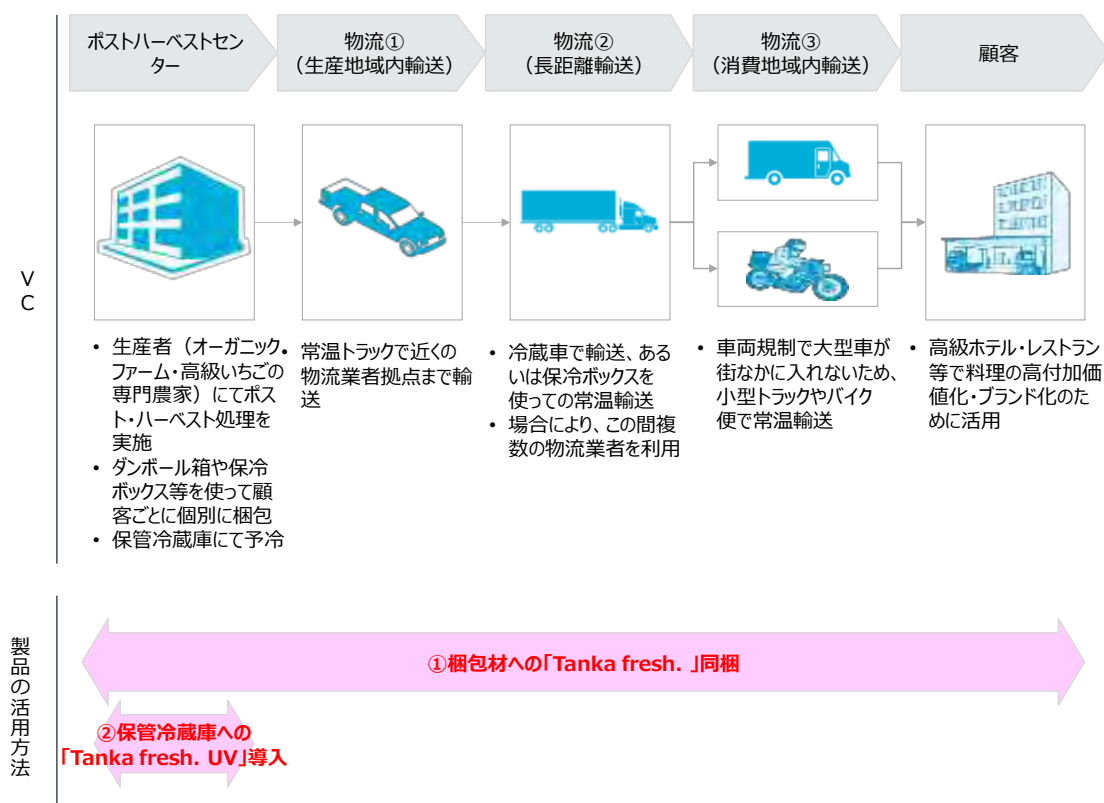 ポストハーベストセン
ター
物流①
（生産地域内輸送）
物流②
（長距離輸送）
物流③
（消費地域内輸送）
顧客
V
C
• 生産者（オーガニック
ファーム・高級いちごの
専門農家）にてポス
ト・ハーベスト処理を
実施
• ダンボール箱や保冷
ボックス等を使って顧
客ごとに個別に梱包
• 保管冷蔵庫にて予冷
• 常温トラックで近くの
物流業者拠点まで輸
送
• 冷蔵車で輸送、ある
いは保冷ボックスを
使っての常温輸送
• 場合により、この間複
数の物流業者を利用
• 車両規制で大型車が
街なかに入れないため、
小型トラックやバイク
便で常温輸送
• 高級ホテル・レストラン
等で料理の高付加価
値化・ブランド化のた
めに活用
製品の活用方法
①梱包材への「Tanka fresh. 」同梱
②保管冷蔵庫への
「Tanka fresh. UV」導入